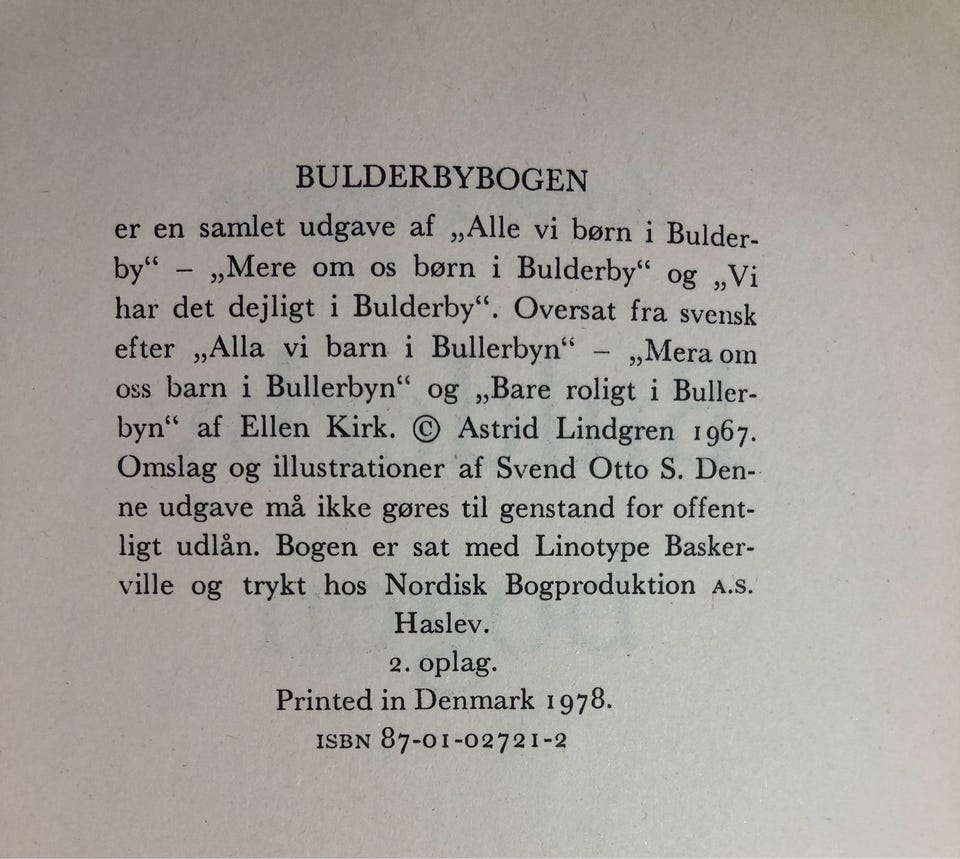 BULDERBYBOGEN
er en samlet udgave af „Alle vi børn i Bulder-
by“ – „Mere om os børn i Bulderby“ og „Vi
har det dejligt i Bulderby“. Oversat fra svensk
efter „Alla vi barn i Bullerbyn“ – „Mera om
oss barn i Bullerbyn“ og „Bare roligt i Buller-
byn“ af Ellen Kirk. © Astrid Lindgren 1967.
Omslag og illustrationer af Svend Otto S. Den-
ne udgave må ikke gøres til genstand for offent-
ligt udlån. Bogen er sat med Linotype Basker-
ville og trykt hos Nordisk Bogproduktion A.S.
Haslev.
2. oplag.
Printed in Denmark 1978.
ISBN 87-01-02721-2